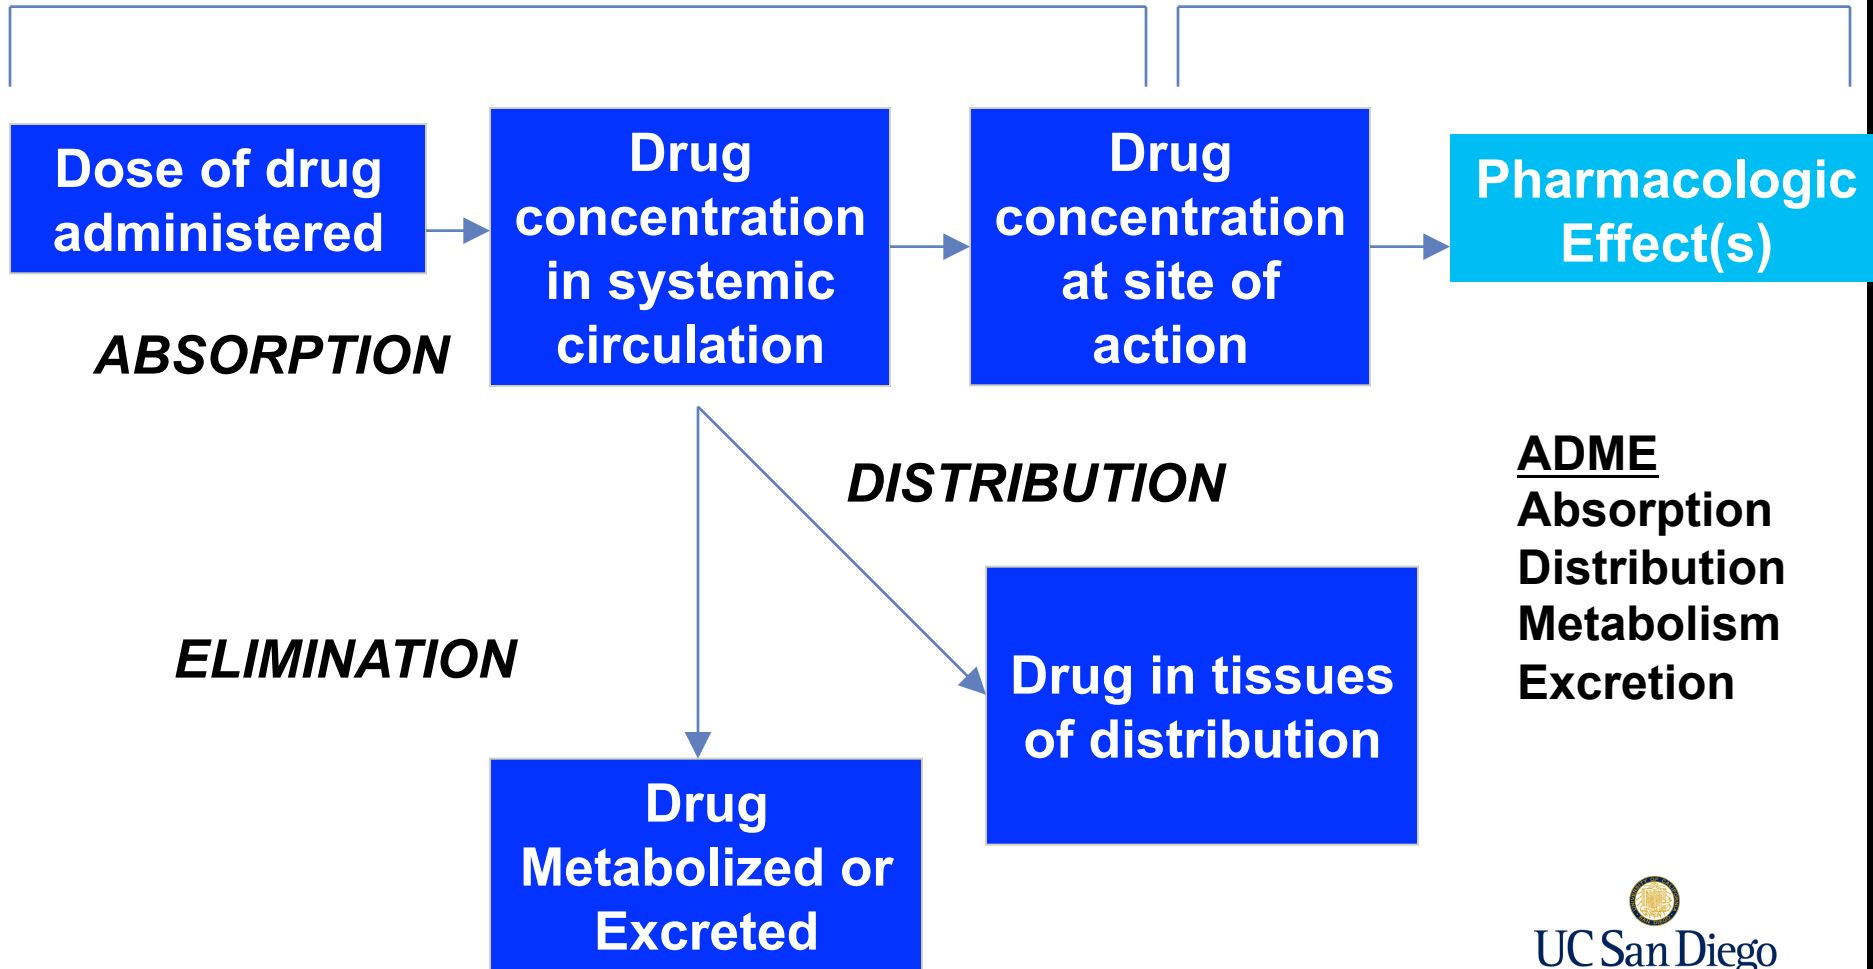 Dose of drug
administered
Drug
concentration
in systemic
circulation
Drug
concentration
at site of
action
Pharmacologic
Effect(s)
ABSORPTION
DISTRIBUTION
ELIMINATION
Drug in tissues
of distribution
Drug
Metabolized or
Excreted
ADME
Absorption
Distribution
Metabolism
Excretion
UC San Diego